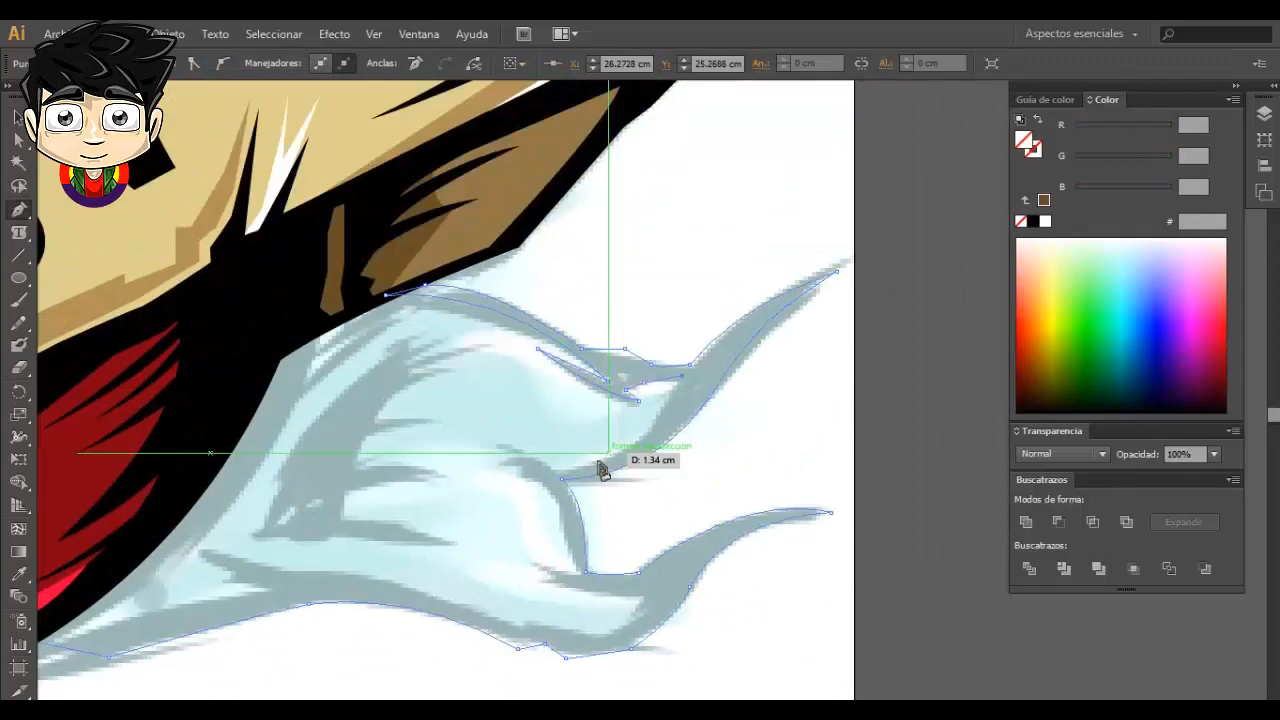 Ai
Objeto Texto Seleccionar Efecto Ver Ventana Ayuda Br Aspectos esenciales
Manejadores: Anclas: X: 26.2728 cm Y: 25.2686 cm An.: 0 cm Al.: 0 cm
Guía de color Color
R
G
B
#
Transparencia
Normal Opacidad: 100%
D: 1.34 cm
Buscatrazos
Modos de forma:
Expandir
Buscatrazos: